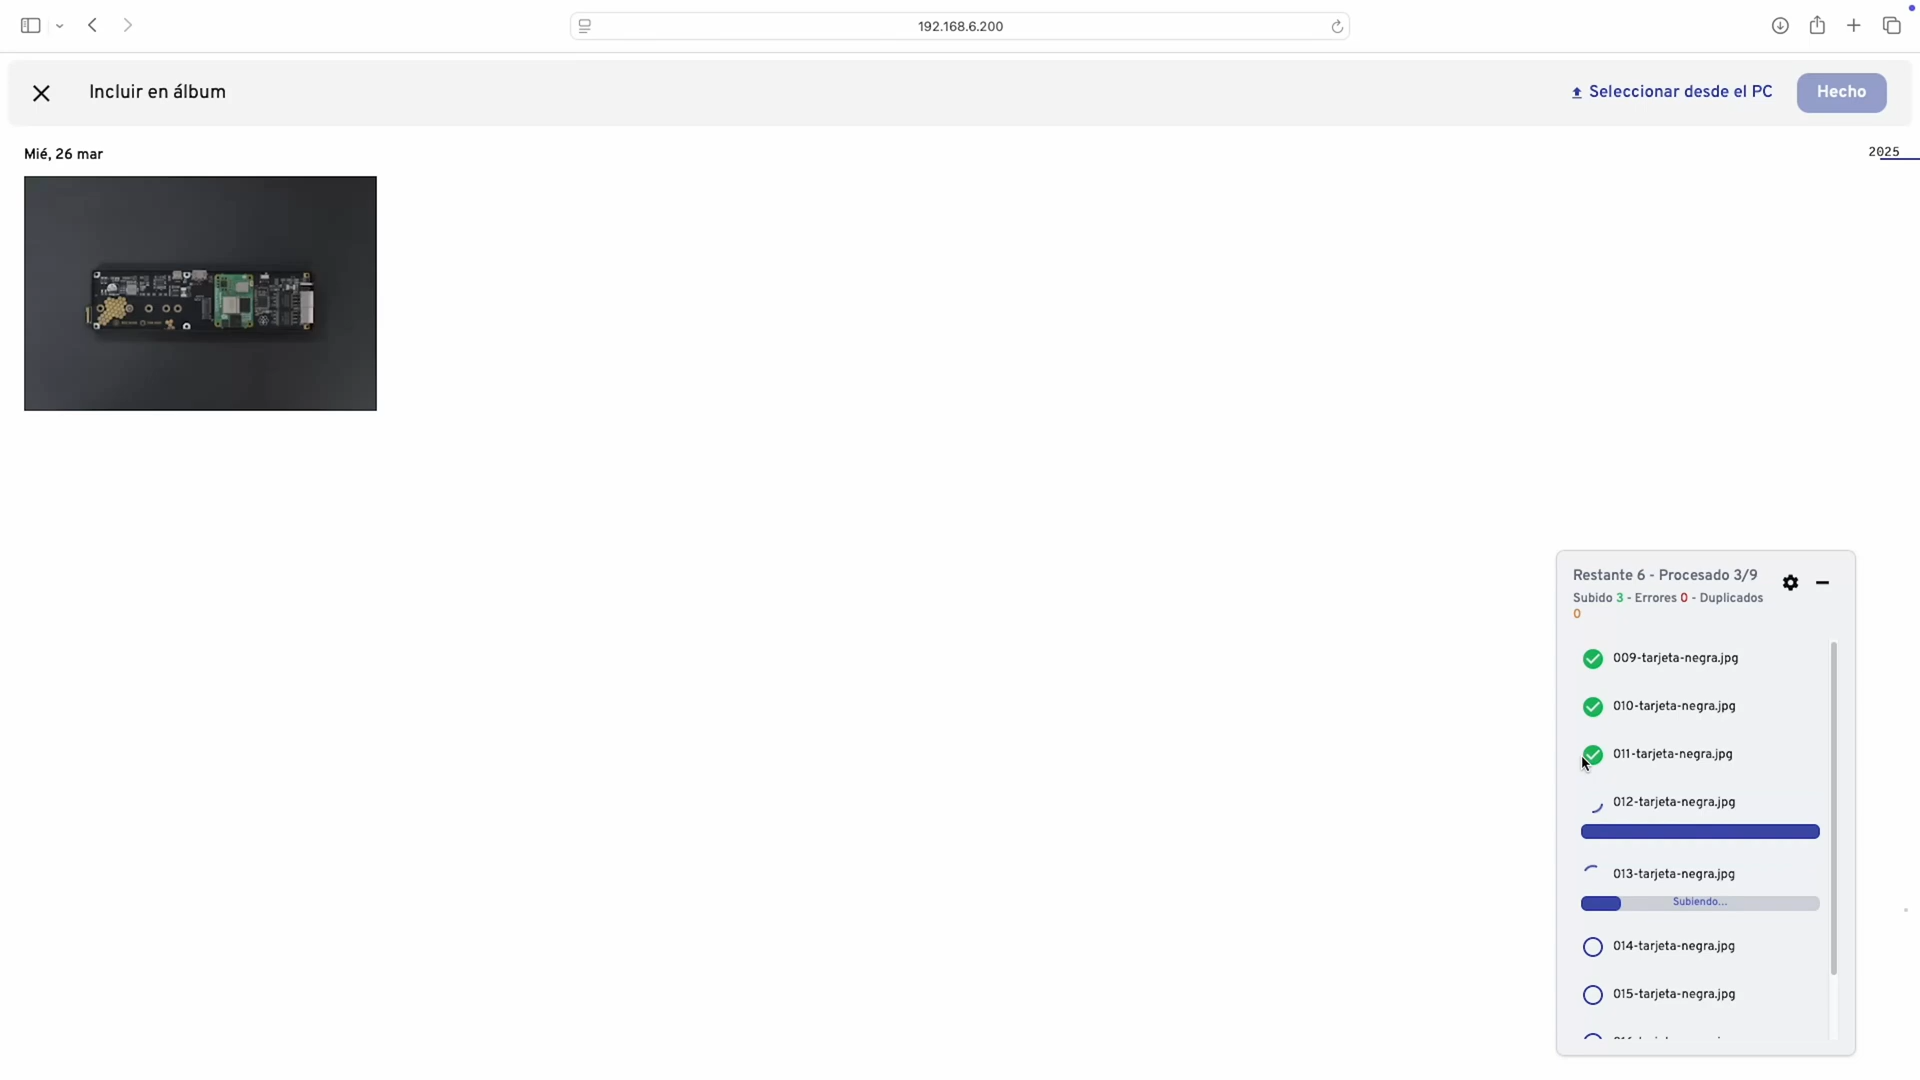 192.168.6.200
Incluir en álbum
Seleccionar desde el PC
Hecho
Mié, 26 mar
2025
Restante 6 - Procesado 3/9
Subido 3 - Errores 0 - Duplicados
0
009-tarjeta-negra.jpg
010-tarjeta-negra.jpg
011-tarjeta-negra.jpg
012-tarjeta-negra.jpg
013-tarjeta-negra.jpg
Subiendo...
014-tarjeta-negra.jpg
015-tarjeta-negra.jpg